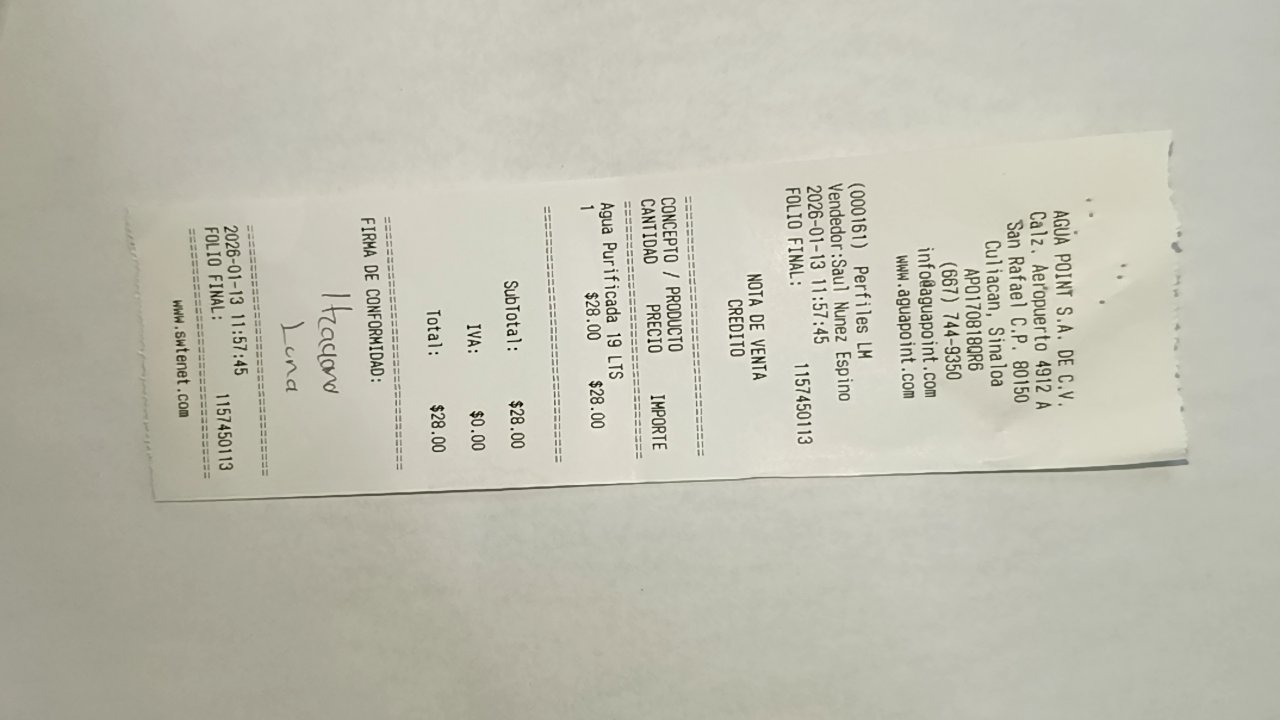 AGUA POINT S.A. DE C.V.
Calz. Aeropuerto 4912 A
San Rafael C.P. 80150
Culiacan, Sinaloa
APO170818QR6
(667) 744-9350
info@aguapoint.com
www.aguapoint.com
(000161) Perfiles LM
Vendedor:Saul Nunez Espino
2026-01-13 11:57:45
FOLIO FINAL: 1157450113
NOTA DE VENTA
CREDITO
CONCEPTO / PRODUCTO
CANTIDAD PRECIO IMPORTE
Agua Purificada 19 LTS
1 $28.00 $28.00
SubTotal: $28.00
IVA: $0.00
Total: $28.00
FIRMA DE CONFORMIDAD:
Luna
2026-01-13 11:57:45
FOLIO FINAL: 1157450113
www.swtenet.com